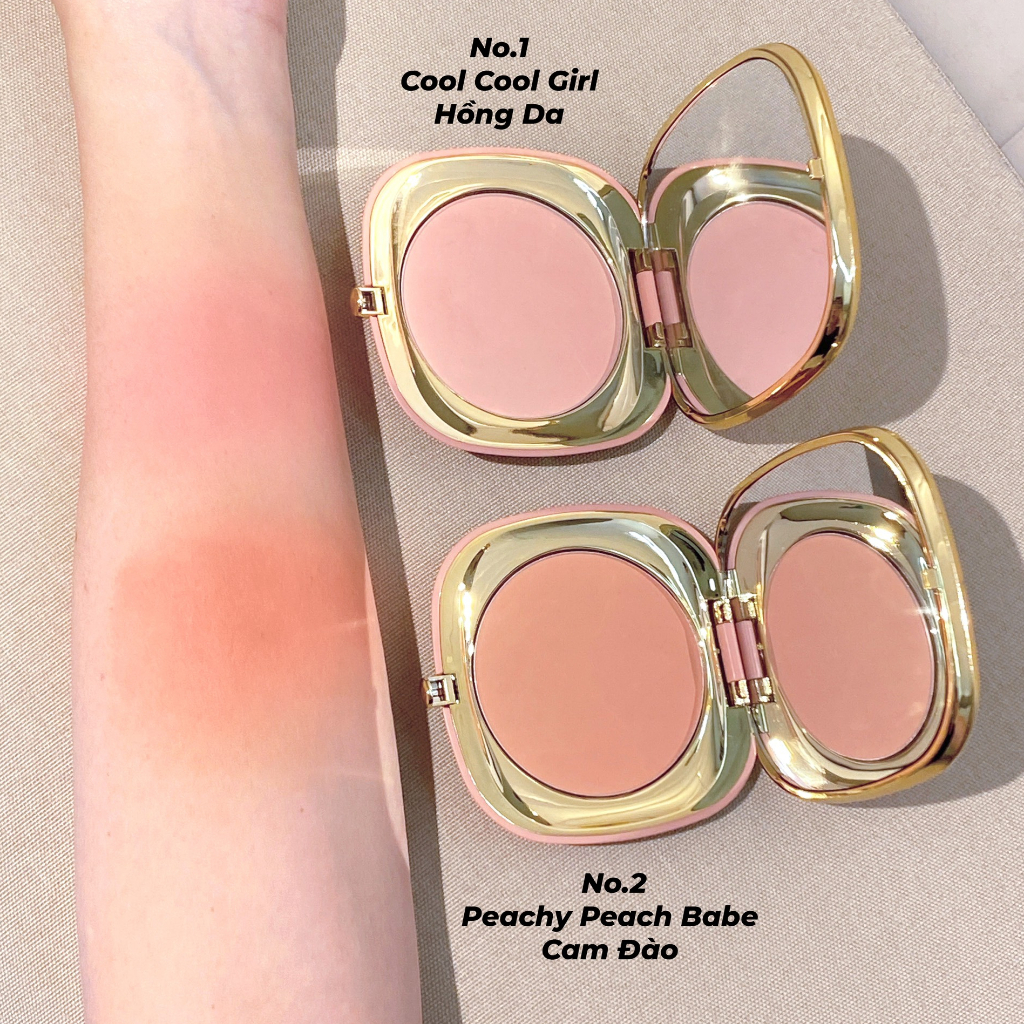 No.1
Cool Cool Girl
Hồng Da
No.2
Peachy Peach Babe
Cam Đào